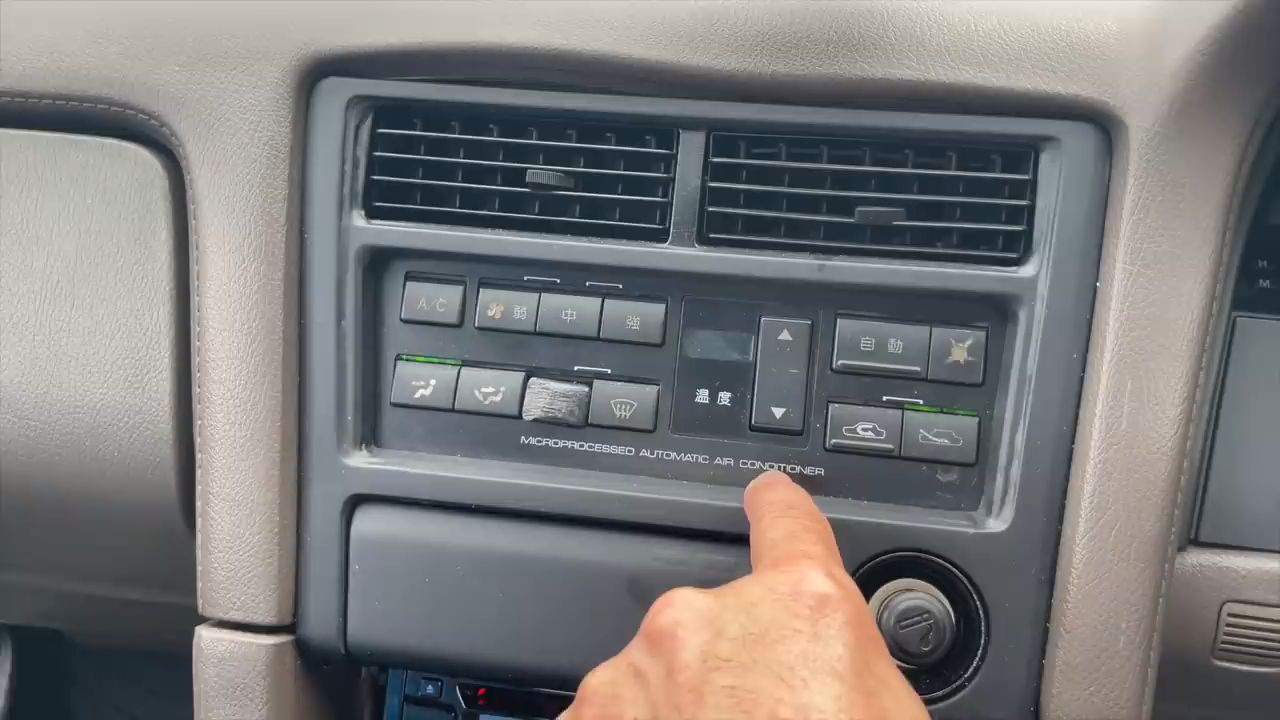 A/C
弱 中 強
自動
温度
MICROPROCESSED AUTOMATIC AIR CONDITIONER
H
M